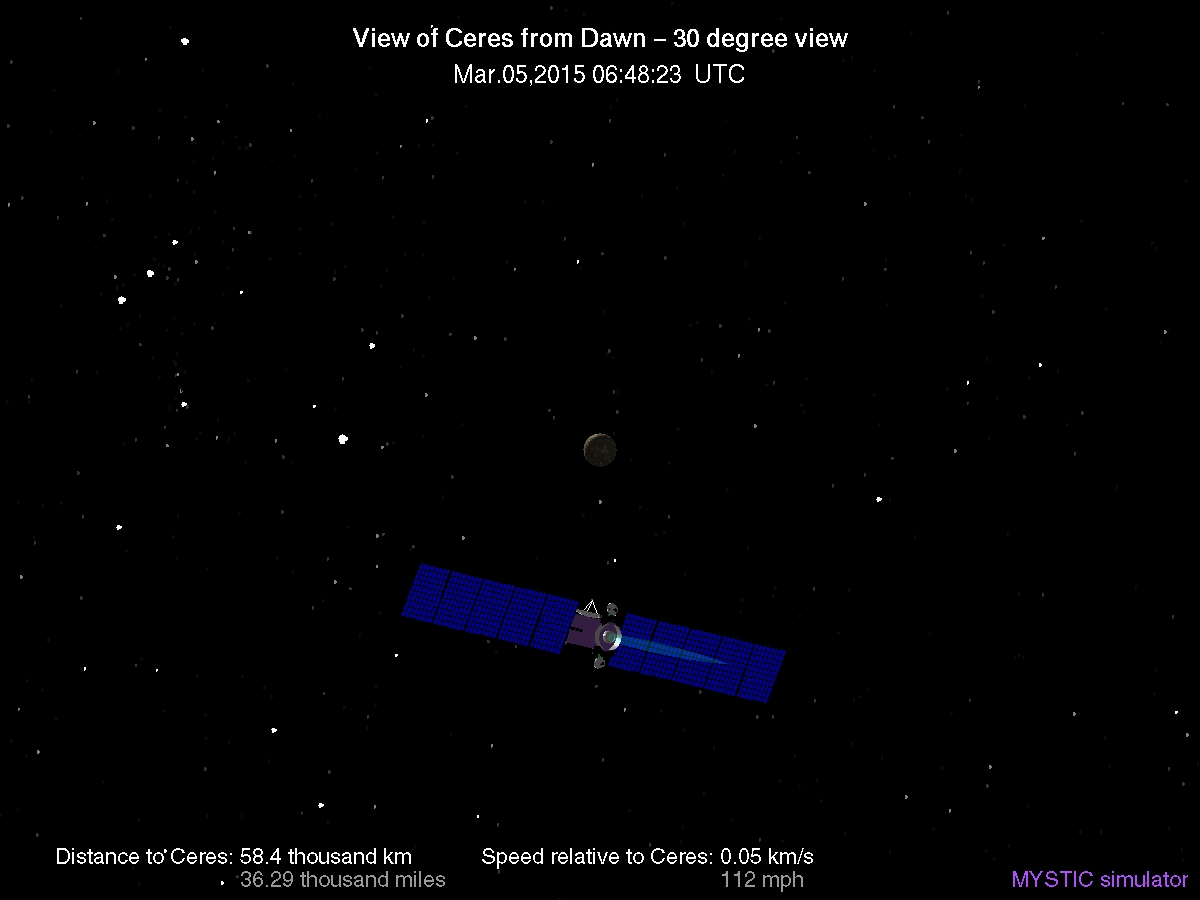 View of Ceres from Dawn – 30 degree view
Mar.05,2015 06:48:23 UTC
Distance to Ceres: 58.4 thousand km
36.29 thousand miles
Speed relative to Ceres: 0.05 km/s
112 mph
MYSTIC simulator